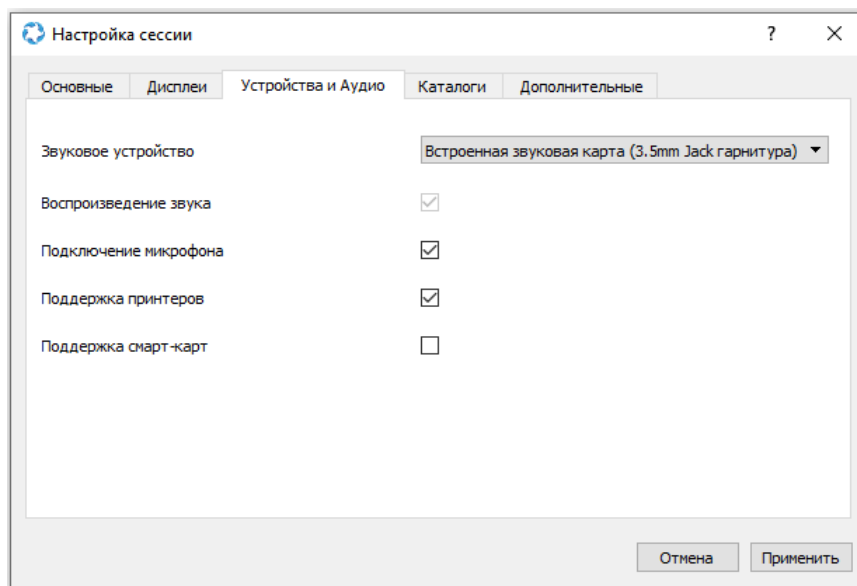 Настройка сессии
?
Основные Дисплеи Устройства и Аудио Каталоги Дополнительные
Звуковое устройство Встроенная звуковая карта (3.5mm Jack гарнитура)
Воспроизведение звука
Подключение микрофона
Поддержка принтеров
Поддержка смарт-карт
Отмена Применить